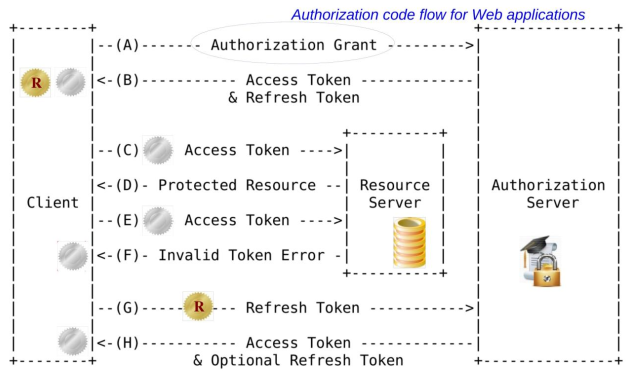 Authorization code flow for Web applications
(A) Authorization Grant
R
(B) Access Token
& Refresh Token
(C) Access Token
(D) Protected Resource
Resource
Server
Client
Authorization
Server
(E) Access Token
(F) Invalid Token Error
(G) R Refresh Token
(H) Access Token
& Optional Refresh Token